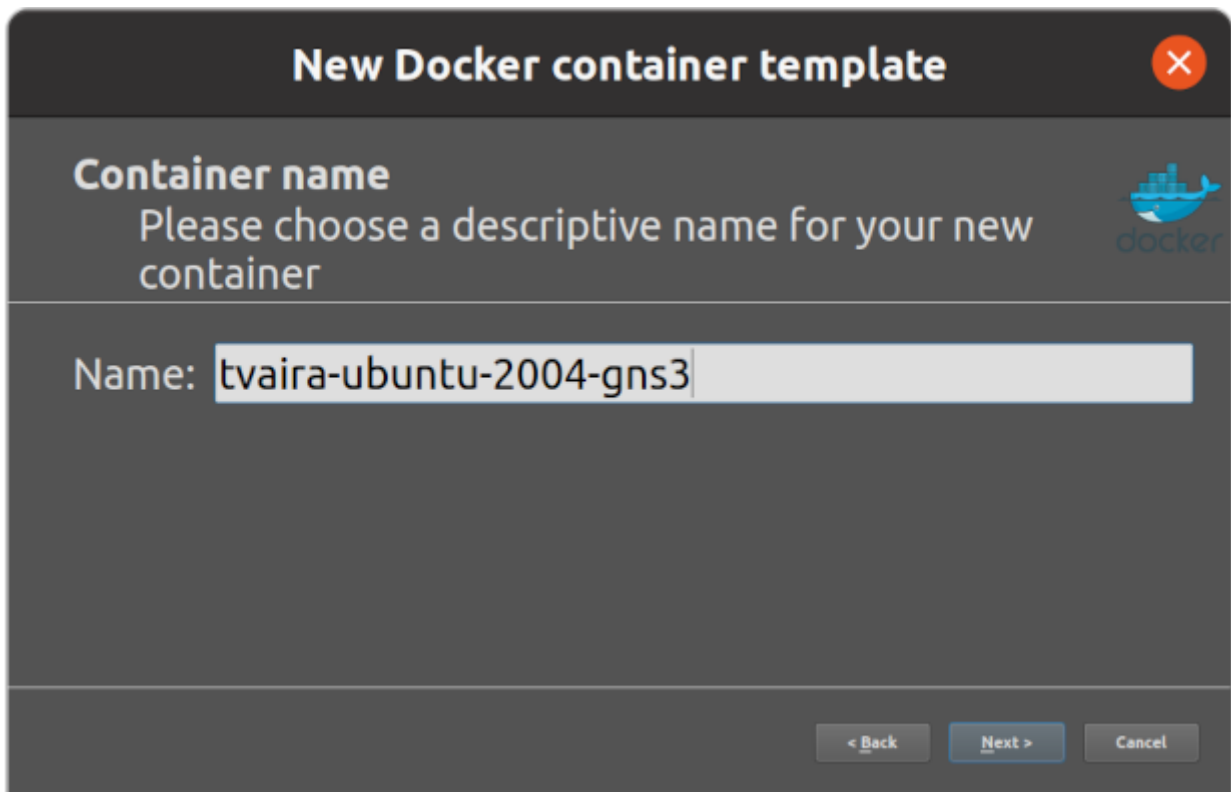 New Docker container template
Container name
Please choose a descriptive name for your new
container
docker
Name: tvaira-ubuntu-2004-gns3
< Back Next > Cancel